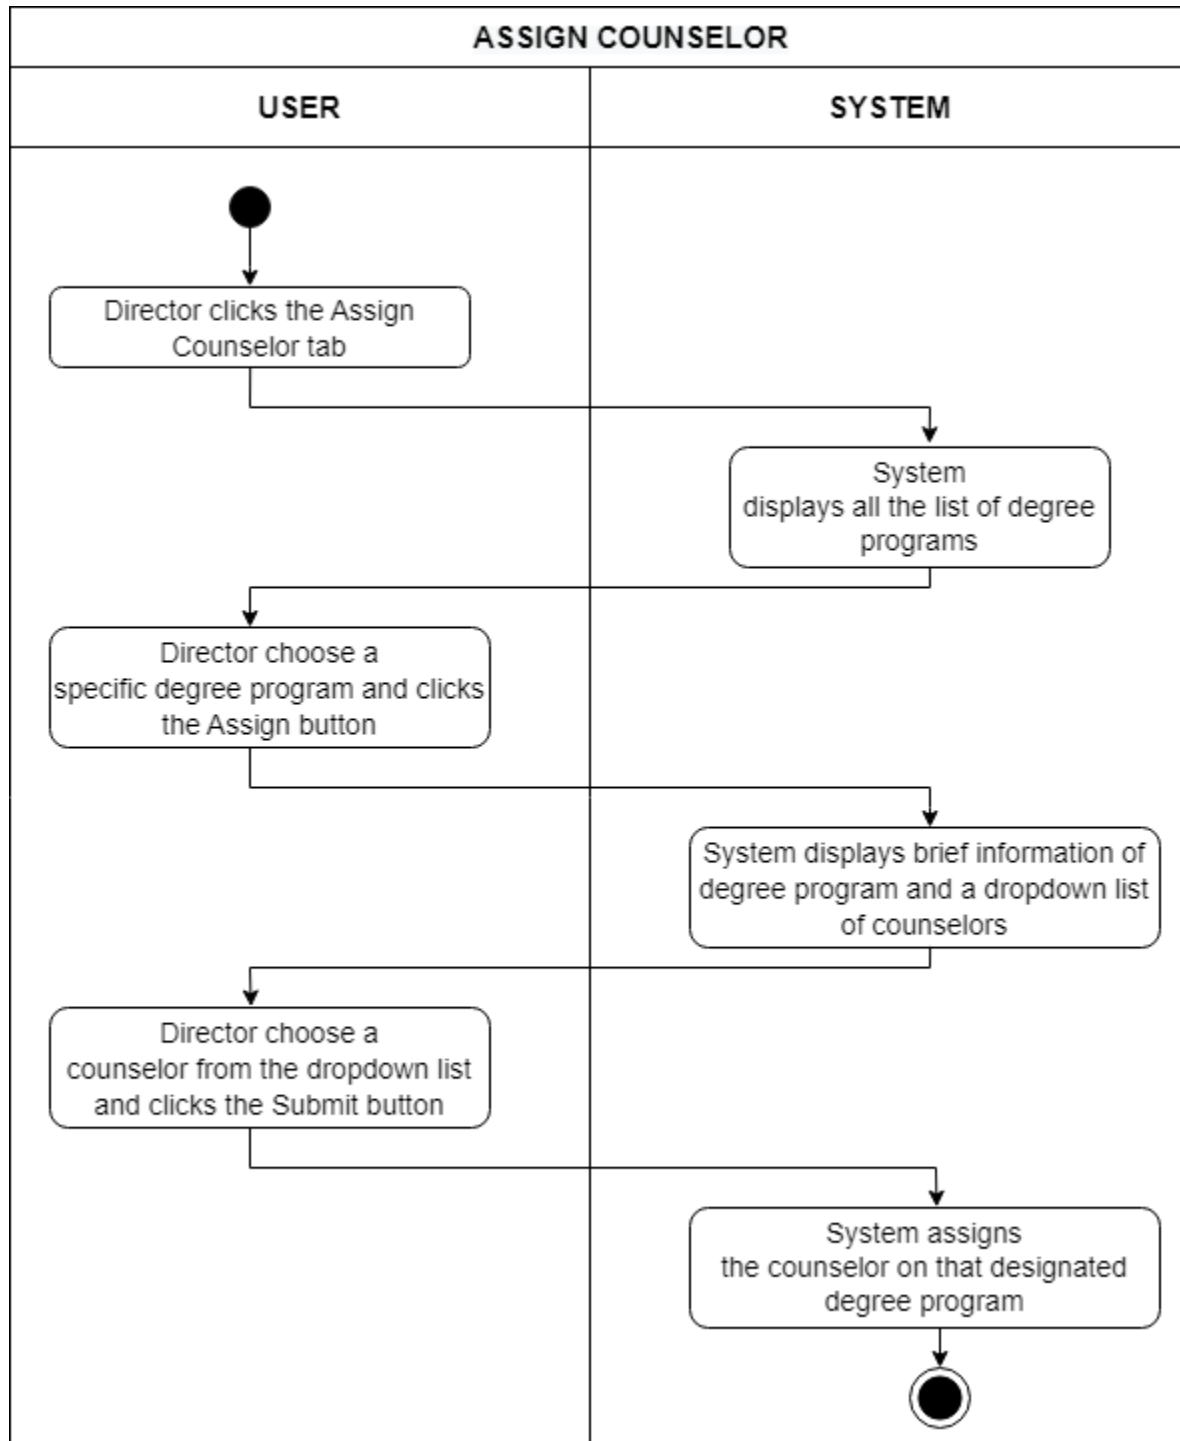 ASSIGN COUNSELOR
USER
SYSTEM
Director clicks the Assign
Counselor tab
System
displays all the list of degree
programs
Director choose a
specific degree program and clicks
the Assign button
System displays brief information of
degree program and a dropdown list
of counselors
Director choose a
counselor from the dropdown list
and clicks the Submit button
System assigns
the counselor on that designated
degree program